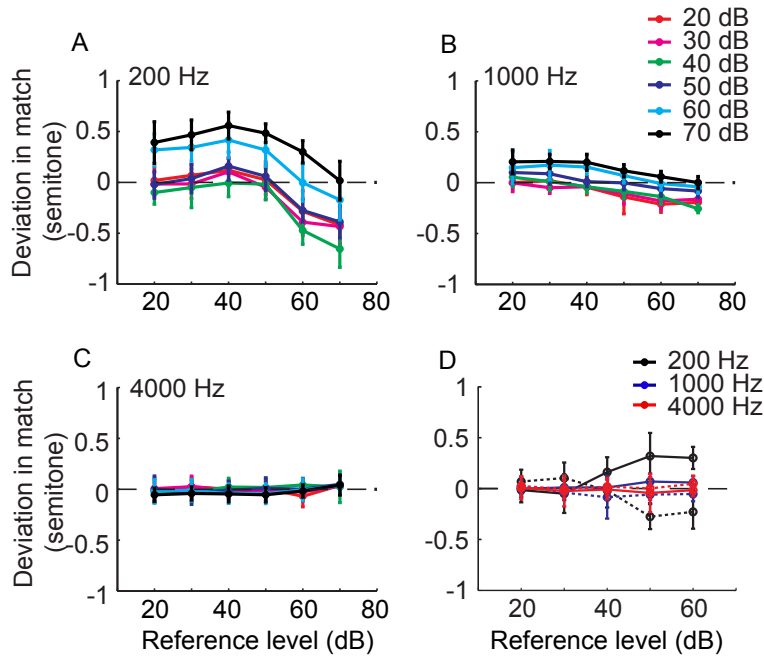 A
200 Hz
1
0.5
0
-0.5
-1
20 40 60 80
Deviation in match
(semitone)
B
1000 Hz
20 dB
30 dB
40 dB
50 dB
60 dB
70 dB
1
0.5
0
-0.5
-1
20 40 60 80
C
4000 Hz
1
0.5
0
-0.5
-1
20 40 60 80
Deviation in match
(semitone)
Reference level (dB)
D
200 Hz
1000 Hz
4000 Hz
1
0.5
0
-0.5
-1
20 40 60
Reference level (dB)